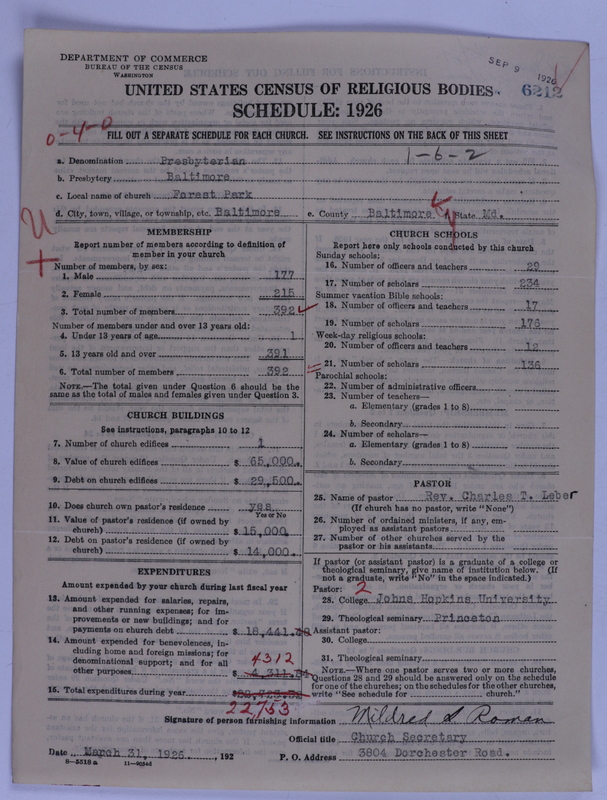 DEPARTMENT OF COMMERCE
BUREAU OF THE CENSUS
WASHINGTON
SEP 9 1926
6212
UNITED STATES CENSUS OF RELIGIOUS BODIES
SCHEDULE: 1926
0-4-0
FILL OUT A SEPARATE SCHEDULE FOR EACH CHURCH. SEE INSTRUCTIONS ON THE BACK OF THIS SHEET
1-6-2
a. Denomination Presbyterian
b. Presbytery Baltimore
c. Local name of church Forest Park
d. City, town, village, or township, etc. Baltimore e. County Baltimore State Md.
MEMBERSHIP
Report number of members according to definition of
member in your church
Number of members, by sex:
1. Male 177
2. Female 215
3. Total number of members 392
Number of members under and over 13 years old:
4. Under 13 years of age 1
5. 13 years old and over 391
6. Total number of members 392
NOTE.—The total given under Question 6 should be
same as the total of males and females given under Question 3.
CHURCH BUILDINGS
See instructions, paragraphs 10 to 12
7. Number of church edifices 1
8. Value of church edifices $ 65,000.
9. Debt on church edifices $ 29,500.
10. Does church own pastor's residence? yes
Yes or No
11. Value of pastor's residence (if owned by
church) $ 15,000.
12. Debt on pastor's residence (if owned by
church) $ 14,000.
EXPENDITURES
Amount expended by your church during last fiscal year
13. Amount expended for salaries, repairs,
and other running expenses; for im-
provements or new buildings; and for
payments on church debt $ 18,441.
14. Amount expended for benevolences, in-
cluding home and foreign missions; for
denominational support; and for all
other purposes $ 4,311.
4312
15. Total expenditures during year $
22753
CHURCH SCHOOLS
Report here only schools conducted by this church
Sunday schools:
16. Number of officers and teachers 29
17. Number of scholars 234
Summer vacation Bible schools:
18. Number of officers and teachers 17
19. Number of scholars 176
Week-day religious schools:
20. Number of officers and teachers 12
21. Number of scholars 136
Parochial schools:
22. Number of administrative officers
23. Number of teachers—
a. Elementary (grades 1 to 8)
b. Secondary
24. Number of scholars—
a. Elementary (grades 1 to 8)
b. Secondary
PASTOR
25. Name of pastor Rev. Charles T. Leber
(If church has no pastor, write "None")
26. Number of ordained ministers, if any, em-
ployed as assistant pastors
27. Number of other churches served by the
pastor or his assistants
If pastor (or assistant pastor) is a graduate of a college or
theological seminary, give name of institution below. (If
not a graduate, write "No" in the space indicated.)
Pastor: 2
28. College Johns Hopkins University
29. Theological seminary Princeton
Assistant pastor:
30. College
31. Theological seminary
NOTE.—Where one pastor serves two or more churches,
Questions 28 and 29 should be answered only on the schedule
for one of the churches; on the schedules for the other churches,
write "See schedule for church."
Signature of person furnishing information Mildred S Roman
Official title Church Secretary
Date March 31, 1926. 192
P. O. Address 3804 Dorchester Road.